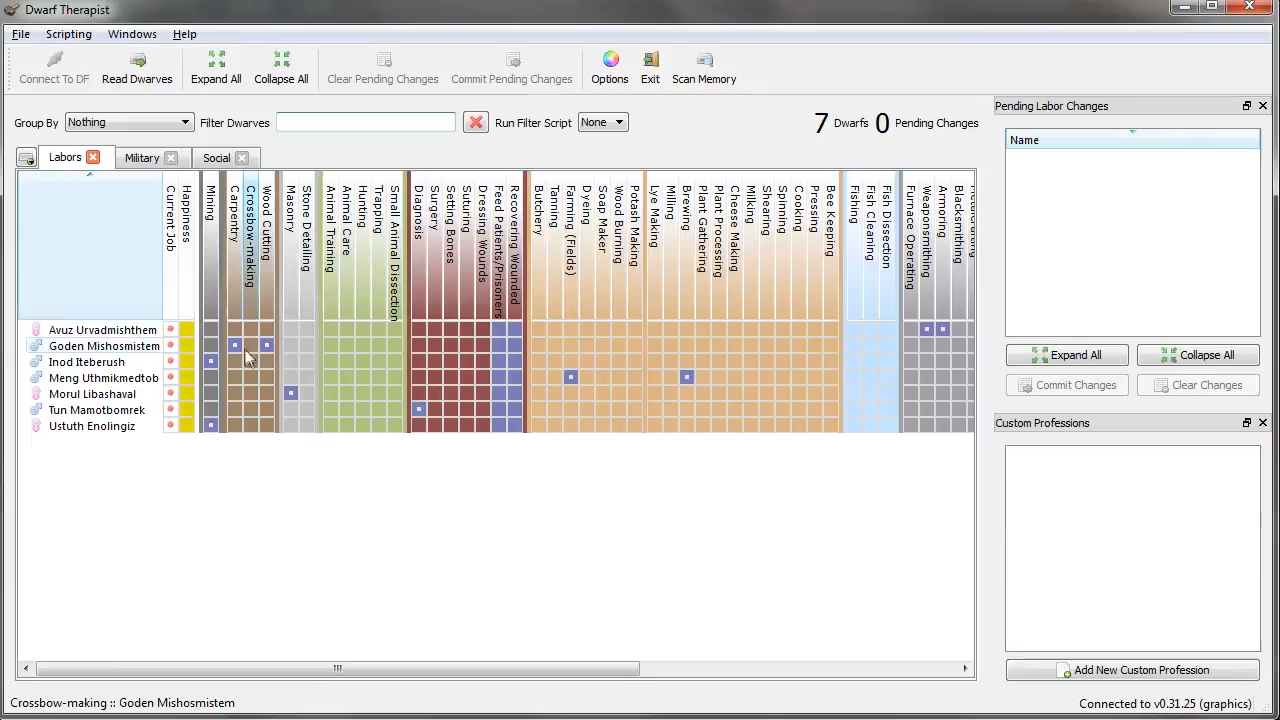 Dwarf Therapist
File Scripting Windows Help
Connect To DF Read Dwarves Expand All Collapse All Clear Pending Changes Commit Pending Changes Options Exit Scan Memory
Group By Nothing Filter Dwarves Run Filter Script None 7 Dwarfs 0 Pending Changes
Labors Military Social
Current Job
Happiness
Mining
Carpentry
Crossbow-making
Wood Cutting
Masonry
Stone Detailing
Animal Training
Animal Care
Hunting
Trapping
Small Animal Dissection
Diagnosis
Surgery
Setting Bones
Suturing
Dressing Wounds
Feed Patients/Prisoners
Recovering Wounded
Butchery
Tanning
Farming (Fields)
Dyeing
Soap Maker
Wood Burning
Potash Making
Lye Making
Milling
Brewing
Plant Gathering
Plant Processing
Cheese Making
Milking
Shearing
Spinning
Cooking
Pressing
Bee Keeping
Fishing
Fish Cleaning
Fish Dissection
Furnace Operating
Weaponsmithing
Armoring
Blacksmithing
Avuz Urvadmishthem
Goden Mishosmistem
Inod Iteberush
Meng Uthmikmedtob
Morul Libashaval
Tun Mamotbomrek
Ustuth Enolingiz
Pending Labor Changes
Name
Expand All Collapse All
Commit Changes Clear Changes
Custom Professions
Add New Custom Profession
Crossbow-making :: Goden Mishosmistem
Connected to v0.31.25 (graphics)